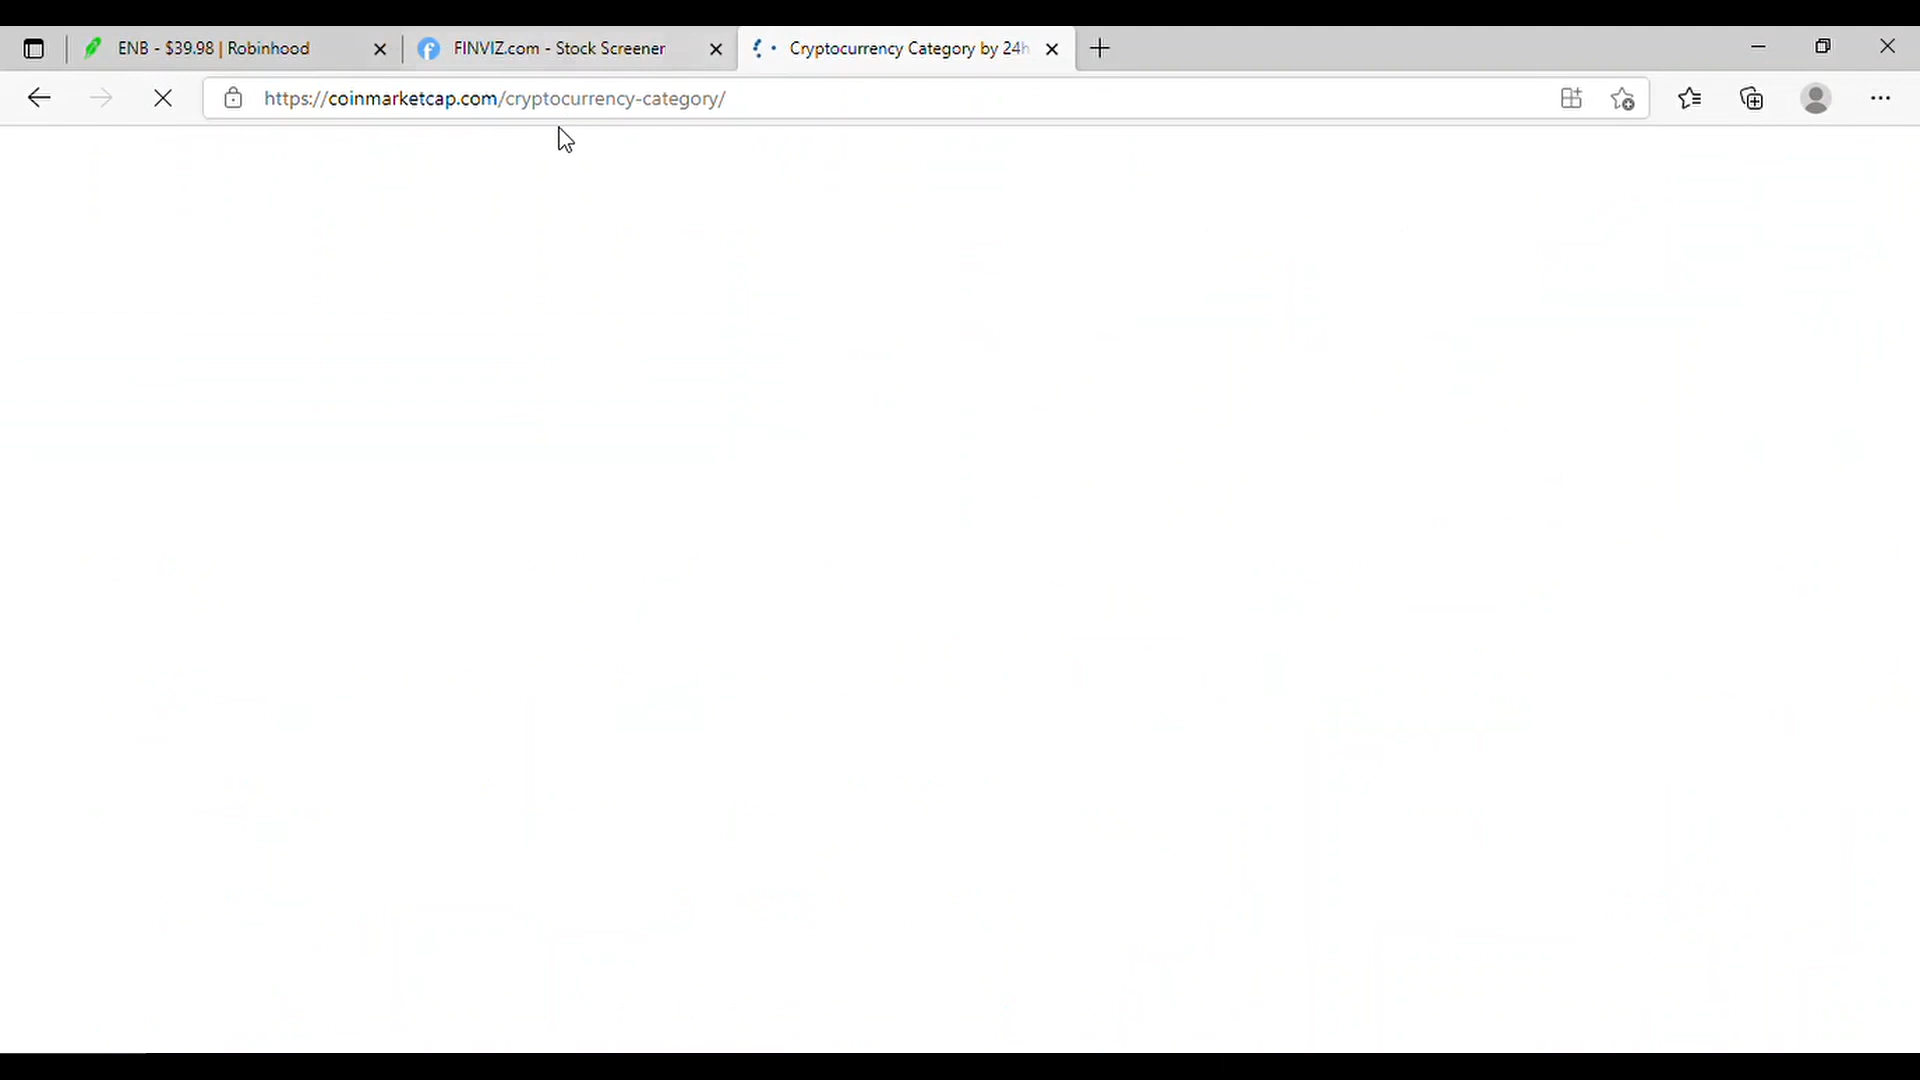 ENB - $39.98 | Robinhood
FINVIZ.com - Stock Screener
Cryptocurrency Category by 24h
https://coinmarketcap.com/cryptocurrency-category/